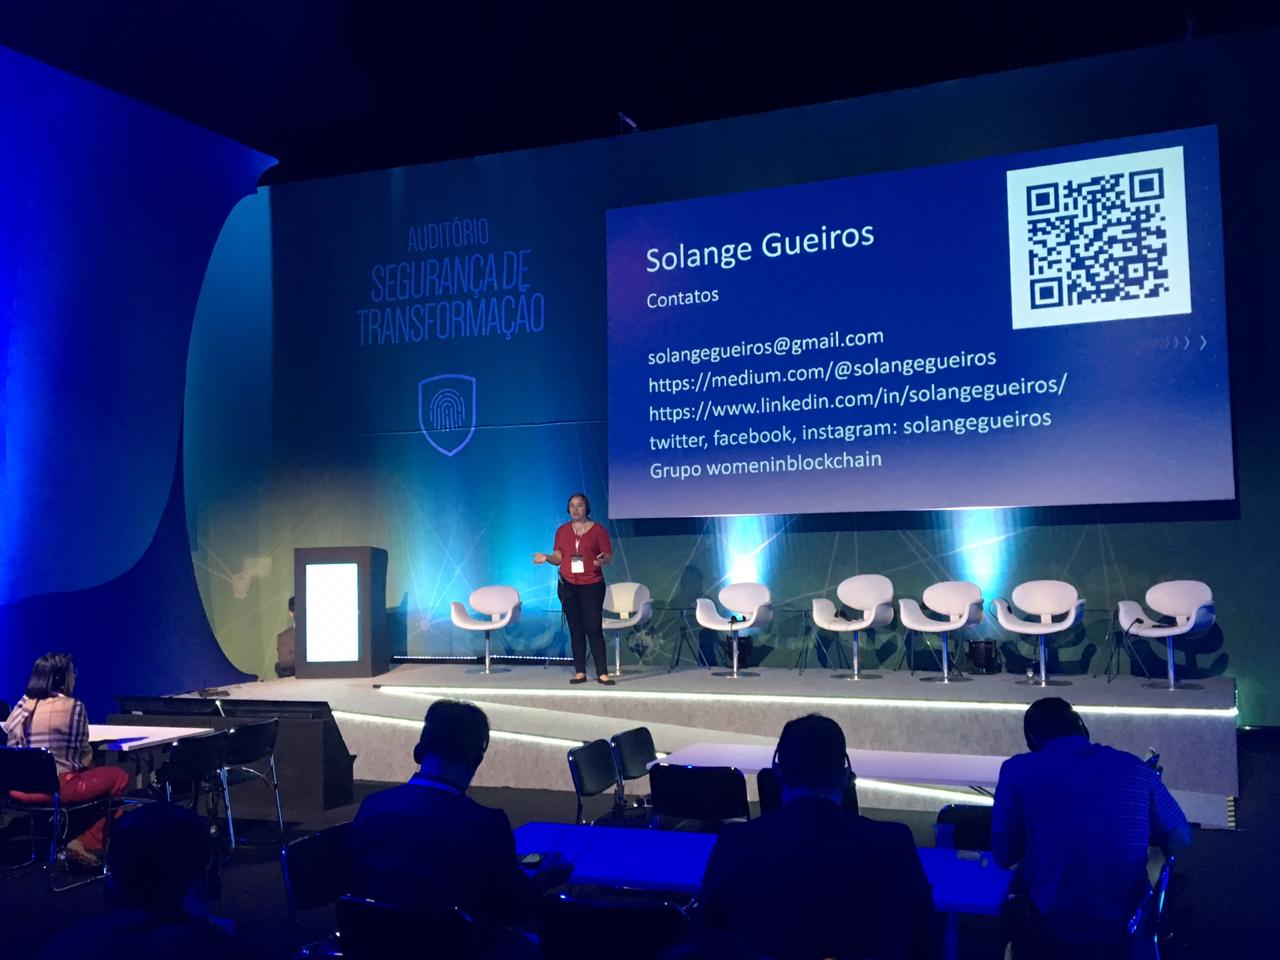 AUDITÓRIO
SEGURANÇA DE
TRANSFORMAÇÃO
Solange Gueiros
Contatos
solangegueiros@gmail.com
https://medium.com/@solangegueiros
https://www.linkedin.com/in/solangegueiros/
twitter, facebook, instagram: solangegueiros
Grupo womeninblockchain